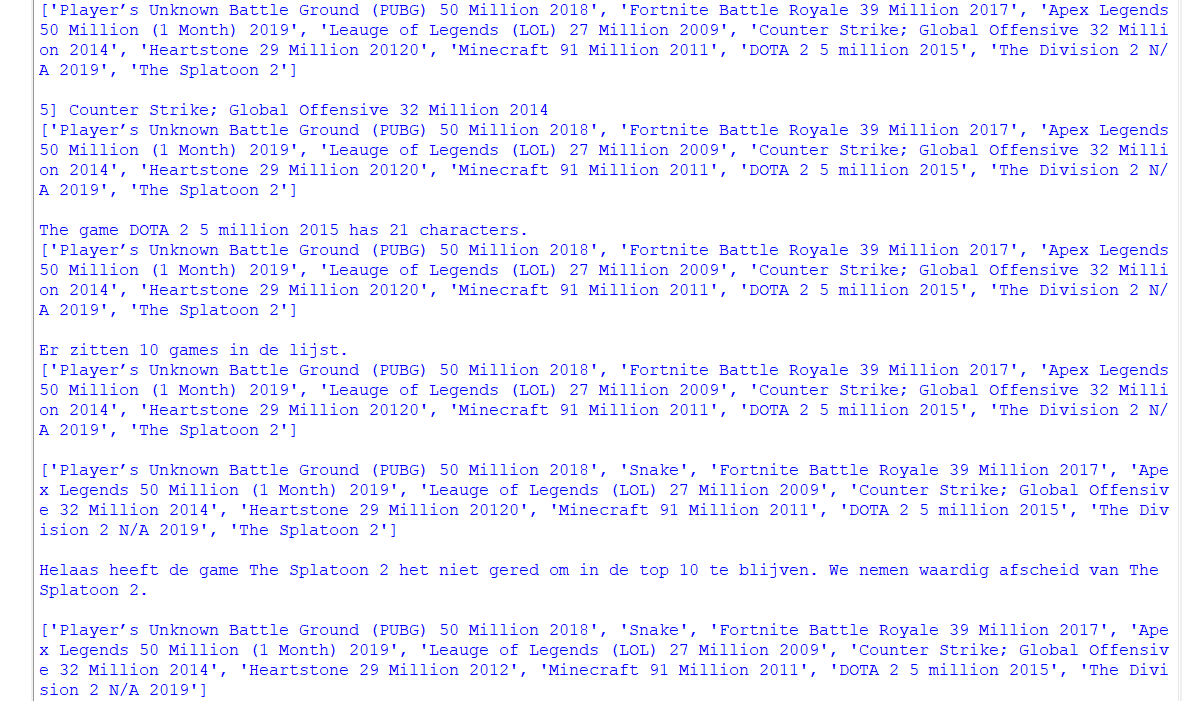 ['Player’s Unknown Battle Ground (PUBG) 50 Million 2018', 'Fortnite Battle Royale 39 Million 2017', 'Apex Legends
50 Million (1 Month) 2019', 'Leauge of Legends (LOL) 27 Million 2009', 'Counter Strike; Global Offensive 32 Milli
on 2014', 'Heartstone 29 Million 20120', 'Minecraft 91 Million 2011', 'DOTA 2 5 million 2015', 'The Division 2 N/
A 2019', 'The Splatoon 2']
5] Counter Strike; Global Offensive 32 Million 2014
['Player’s Unknown Battle Ground (PUBG) 50 Million 2018', 'Fortnite Battle Royale 39 Million 2017', 'Apex Legends
50 Million (1 Month) 2019', 'Leauge of Legends (LOL) 27 Million 2009', 'Counter Strike; Global Offensive 32 Milli
on 2014', 'Heartstone 29 Million 20120', 'Minecraft 91 Million 2011', 'DOTA 2 5 million 2015', 'The Division 2 N/
A 2019', 'The Splatoon 2']
The game DOTA 2 5 million 2015 has 21 characters.
['Player’s Unknown Battle Ground (PUBG) 50 Million 2018', 'Fortnite Battle Royale 39 Million 2017', 'Apex Legends
50 Million (1 Month) 2019', 'Leauge of Legends (LOL) 27 Million 2009', 'Counter Strike; Global Offensive 32 Milli
on 2014', 'Heartstone 29 Million 20120', 'Minecraft 91 Million 2011', 'DOTA 2 5 million 2015', 'The Division 2 N/
A 2019', 'The Splatoon 2']
Er zitten 10 games in de lijst.
['Player’s Unknown Battle Ground (PUBG) 50 Million 2018', 'Fortnite Battle Royale 39 Million 2017', 'Apex Legends
50 Million (1 Month) 2019', 'Leauge of Legends (LOL) 27 Million 2009', 'Counter Strike; Global Offensive 32 Milli
on 2014', 'Heartstone 29 Million 20120', 'Minecraft 91 Million 2011', 'DOTA 2 5 million 2015', 'The Division 2 N/
A 2019', 'The Splatoon 2']
['Player’s Unknown Battle Ground (PUBG) 50 Million 2018', 'Snake', 'Fortnite Battle Royale 39 Million 2017', 'Ape
x Legends 50 Million (1 Month) 2019', 'Leauge of Legends (LOL) 27 Million 2009', 'Counter Strike; Global Offensiv
e 32 Million 2014', 'Heartstone 29 Million 20120', 'Minecraft 91 Million 2011', 'DOTA 2 5 million 2015', 'The Div
ision 2 N/A 2019', 'The Splatoon 2']
Helaas heeft de game The Splatoon 2 het niet gered om in de top 10 te blijven. We nemen waardig afscheid van The
Splatoon 2.
['Player’s Unknown Battle Ground (PUBG) 50 Million 2018', 'Snake', 'Fortnite Battle Royale 39 Million 2017', 'Ape
x Legends 50 Million (1 Month) 2019', 'Leauge of Legends (LOL) 27 Million 2009', 'Counter Strike; Global Offensiv
e 32 Million 2014', 'Heartstone 29 Million 2012', 'Minecraft 91 Million 2011', 'DOTA 2 5 million 2015', 'The Divi
sion 2 N/A 2019']